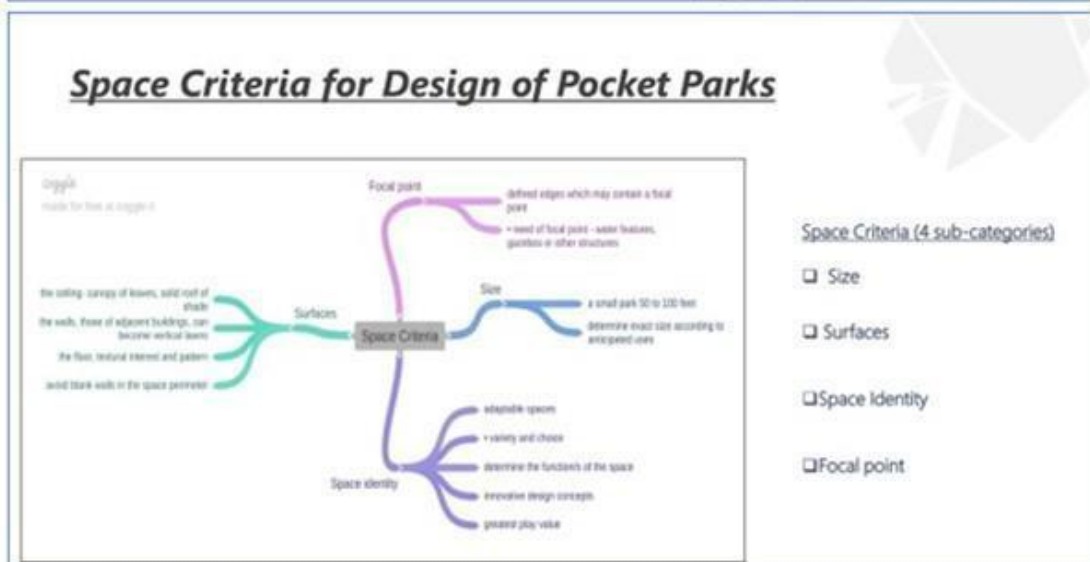 Space Criteria for Design of Pocket Parks
coggle
made for free at coggle.it
Focal point
defined edges which may contain a focal
point
• need of focal point - water features,
gazebos or other structures
Size
a small park 50 to 100 feet
determine exact size according to
anticipated uses
Surfaces
the ceiling- canopy of leaves, solid roof of
shade
the walls, those of adjacent buildings, can
become vertical lawns
the floor, textural interest and pattern
avoid blank walls in the space perimeter
Space Criteria
Space identity
adaptable spaces
• variety and choice
determine the function/s of the space
innovative design concepts
greatest play value
Space Criteria (4 sub-categories)
❑ Size
❑ Surfaces
❑Space Identity
❑Focal point